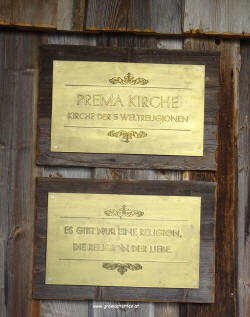 PREMA KIRCHE
KIRCHE DER 5 WELTRELIGIONEN
ES GIBT NUR EINE RELIGION,
DIE RELIGION DER LIEBE.